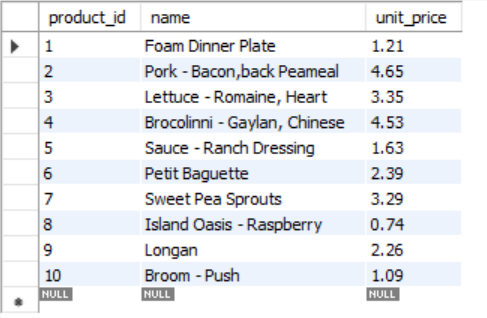 product_id name unit_price
1 Foam Dinner Plate 1.21
2 Pork - Bacon,back Peameal 4.65
3 Lettuce - Romaine, Heart 3.35
4 Brocolinni - Gaylan, Chinese 4.53
5 Sauce - Ranch Dressing 1.63
6 Petit Baguette 2.39
7 Sweet Pea Sprouts 3.29
8 Island Oasis - Raspberry 0.74
9 Longan 2.26
10 Broom - Push 1.09
NULL NULL NULL